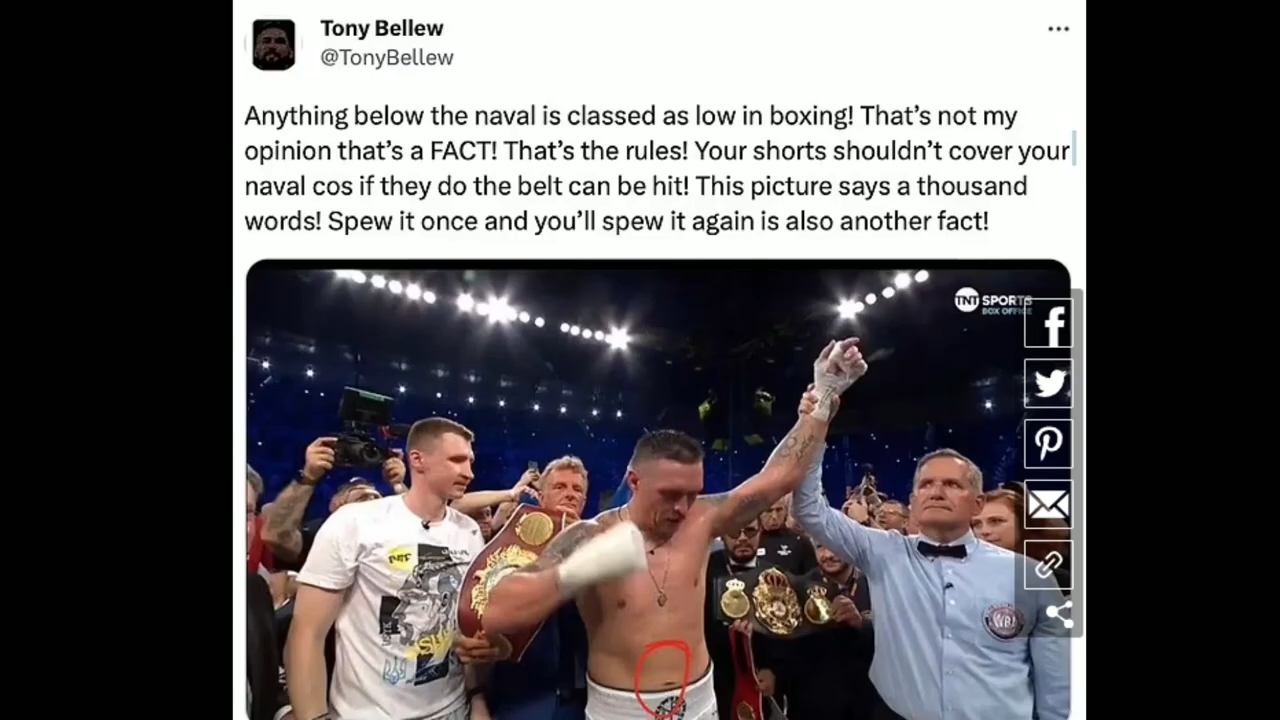 Tony Bellew
@TonyBellew
Anything below the naval is classed as low in boxing! That's not my
opinion that's a FACT! That's the rules! Your shorts shouldn't cover your
naval cos if they do the belt can be hit! This picture says a thousand
words! Spew it once and you'll spew it again is also another fact!
TNT SPORTS
BOX OFFICE
WBA